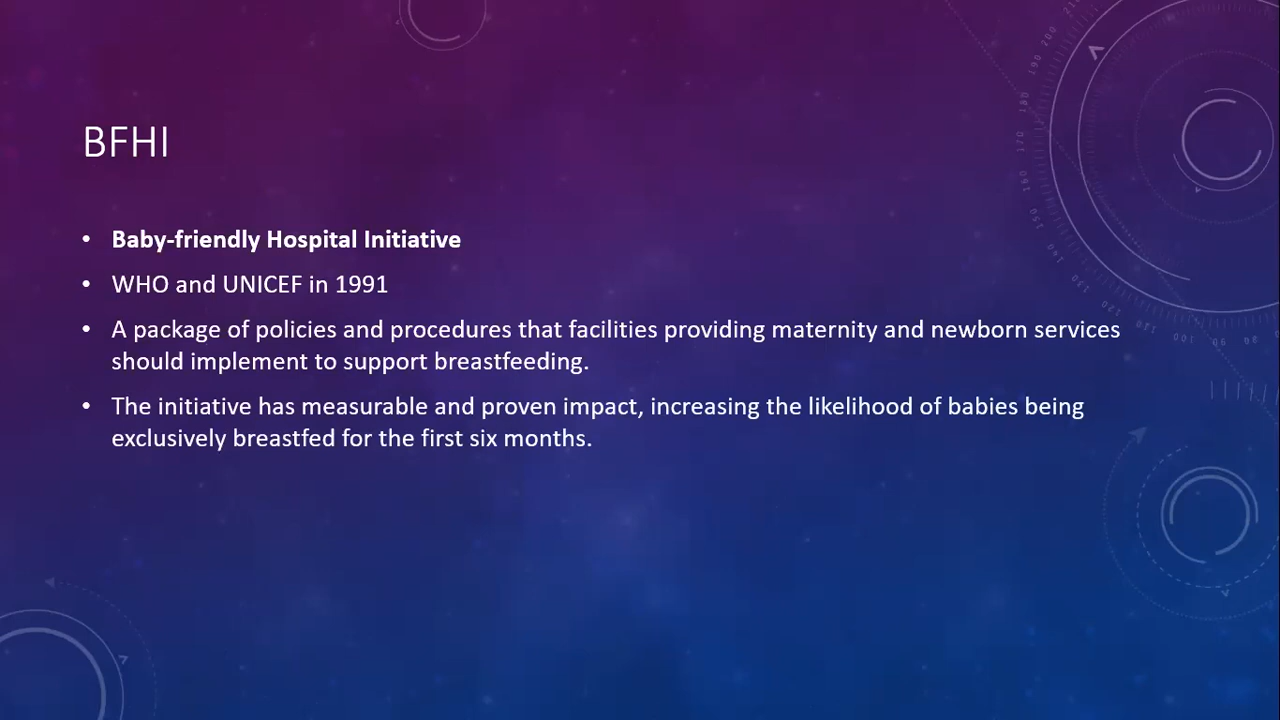 BFHI
• Baby-friendly Hospital Initiative
• WHO and UNICEF in 1991
• A package of policies and procedures that facilities providing maternity and newborn services
should implement to support breastfeeding.
• The initiative has measurable and proven impact, increasing the likelihood of babies being
exclusively breastfed for the first six months.